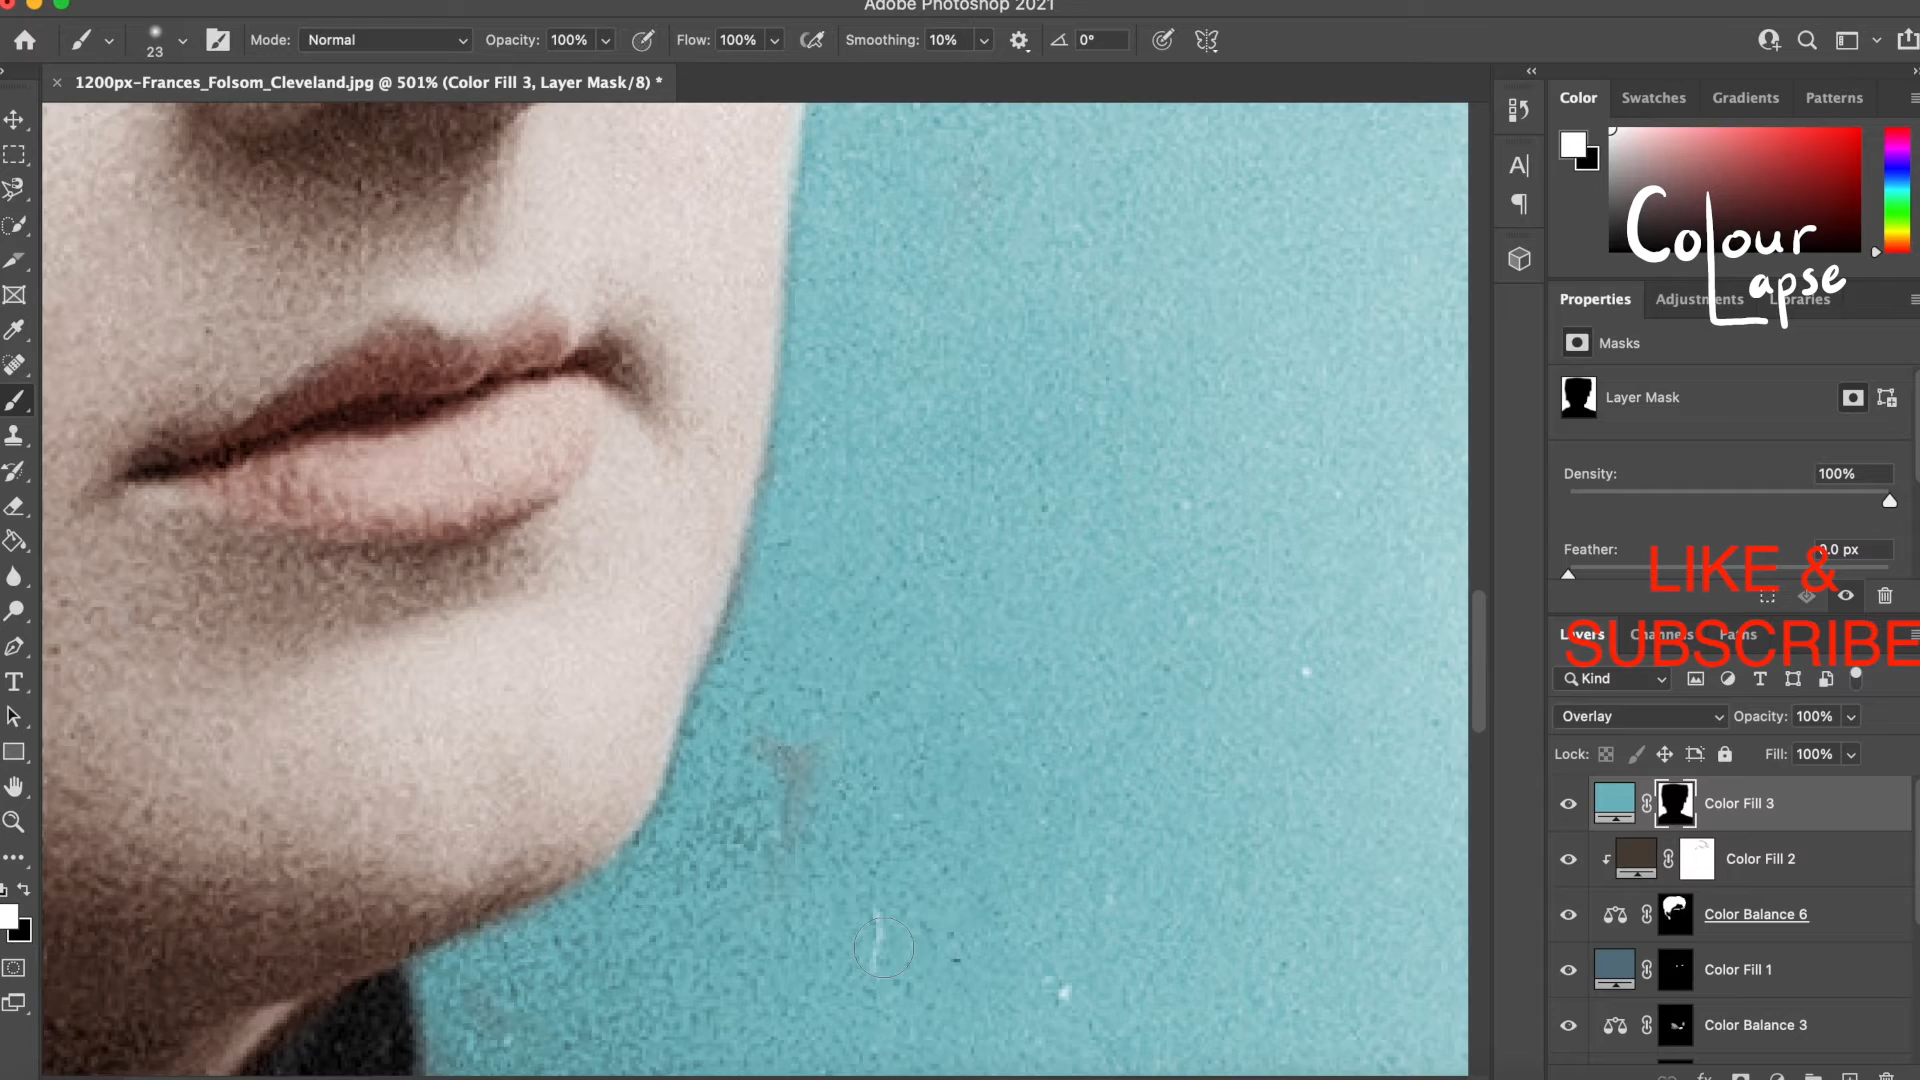 Adobe Photoshop 2021
23
Mode: Normal
Opacity: 100%
Flow: 100%
Smoothing: 10%
0°
1200px-Frances_Folsom_Cleveland.jpg @ 501% (Color Fill 3, Layer Mask/8) *
Color
Swatches
Gradients
Patterns
Colour
Lapse
Properties
Adjustments
Libraries
Masks
Layer Mask
Density:
100%
Feather:
0.0 px
LIKE &
SUBSCRIBE
Layers
Channels
Paths
Kind
Overlay
Opacity: 100%
Lock:
Fill: 100%
Color Fill 3
Color Fill 2
Color Balance 6
Color Fill 1
Color Balance 3